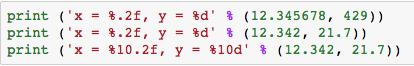 print ('x = %.2f, y = %d' % (12.345678, 429))
print ('x = %.2f, y = %d' % (12.342, 21.7))
print ('x = %10.2f, y = %10d' % (12.342, 21.7))